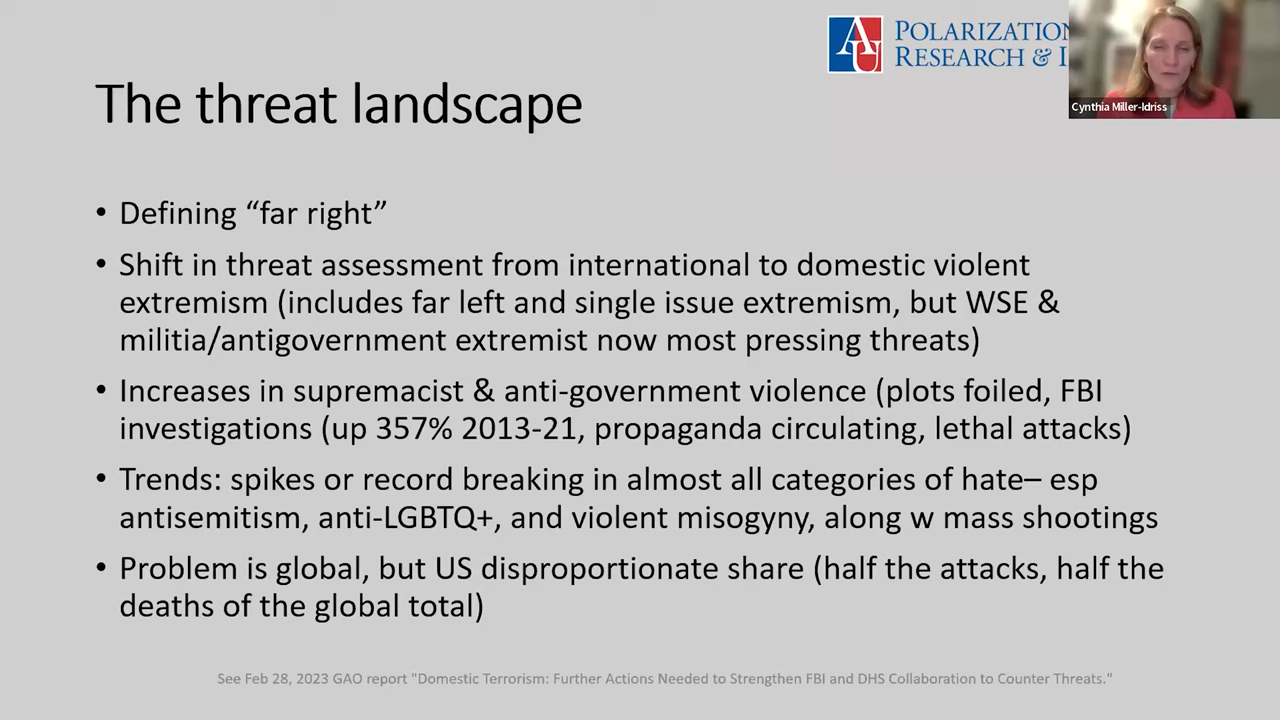 AU
POLARIZATION
RESEARCH & I
Cynthia Miller-Idriss
The threat landscape
• Defining “far right”
• Shift in threat assessment from international to domestic violent
extremism (includes far left and single issue extremism, but WSE &
militia/antigovernment extremist now most pressing threats)
• Increases in supremacist & anti-government violence (plots foiled, FBI
investigations (up 357% 2013-21, propaganda circulating, lethal attacks)
• Trends: spikes or record breaking in almost all categories of hate– esp
antisemitism, anti-LGBTQ+, and violent misogyny, along w mass shootings
• Problem is global, but US disproportionate share (half the attacks, half the
deaths of the global total)
See Feb 28, 2023 GAO report "Domestic Terrorism: Further Actions Needed to Strengthen FBI and DHS Collaboration to Counter Threats."